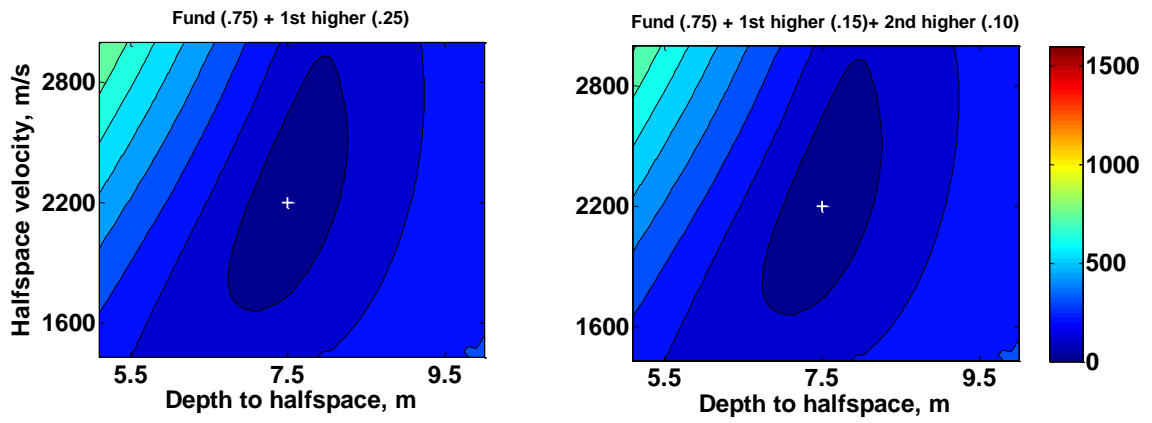 Fund (.75) + 1st higher (.25)
Halfspace velocity, m/s
2800
2200
1600
5.5 7.5 9.5
Depth to halfspace, m
Fund (.75) + 1st higher (.15)+ 2nd higher (.10)
2800
2200
1600
5.5 7.5 9.5
Depth to halfspace, m
1500
1000
500
0